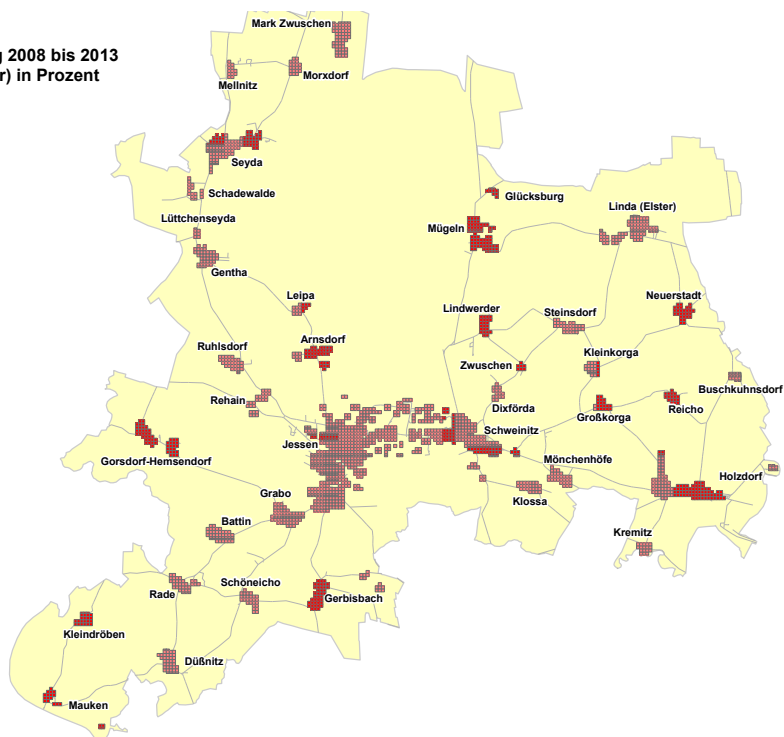 g 2008 bis 2013
r) in Prozent
Mark Zwuschen
Mellnitz
Morxdorf
Seyda
Schadewalde
Glücksburg
Lüttchenseyda
Linda (Elster)
Mügeln
Gentha
Leipa
Neuerstadt
Lindwerder
Steinsdorf
Arnsdorf
Ruhlsdorf
Kleinkorga
Zwuschen
Buschkuhnsdorf
Rehain
Dixförda
Reicho
Großkorga
Jessen
Schweinitz
Gorsdorf-Hemsendorf
Mönchenhöfe
Holzdorf
Grabo
Klossa
Battin
Kremitz
Schöneicho
Rade
Gerbisbach
Kleindröben
Düßnitz
Mauken